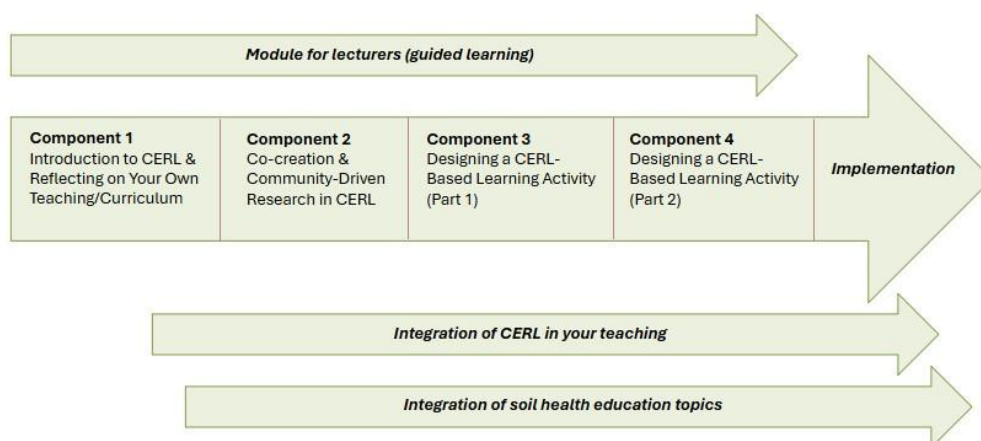 Module for lecturers (guided learning)
Component 1
Introduction to CERL &
Reflecting on Your Own
Teaching/Curriculum
Component 2
Co-creation &
Community-Driven
Research in CERL
Component 3
Designing a CERL-
Based Learning Activity
(Part 1)
Component 4
Designing a CERL-
Based Learning Activity
(Part 2)
Implementation
Integration of CERL in your teaching
Integration of soil health education topics